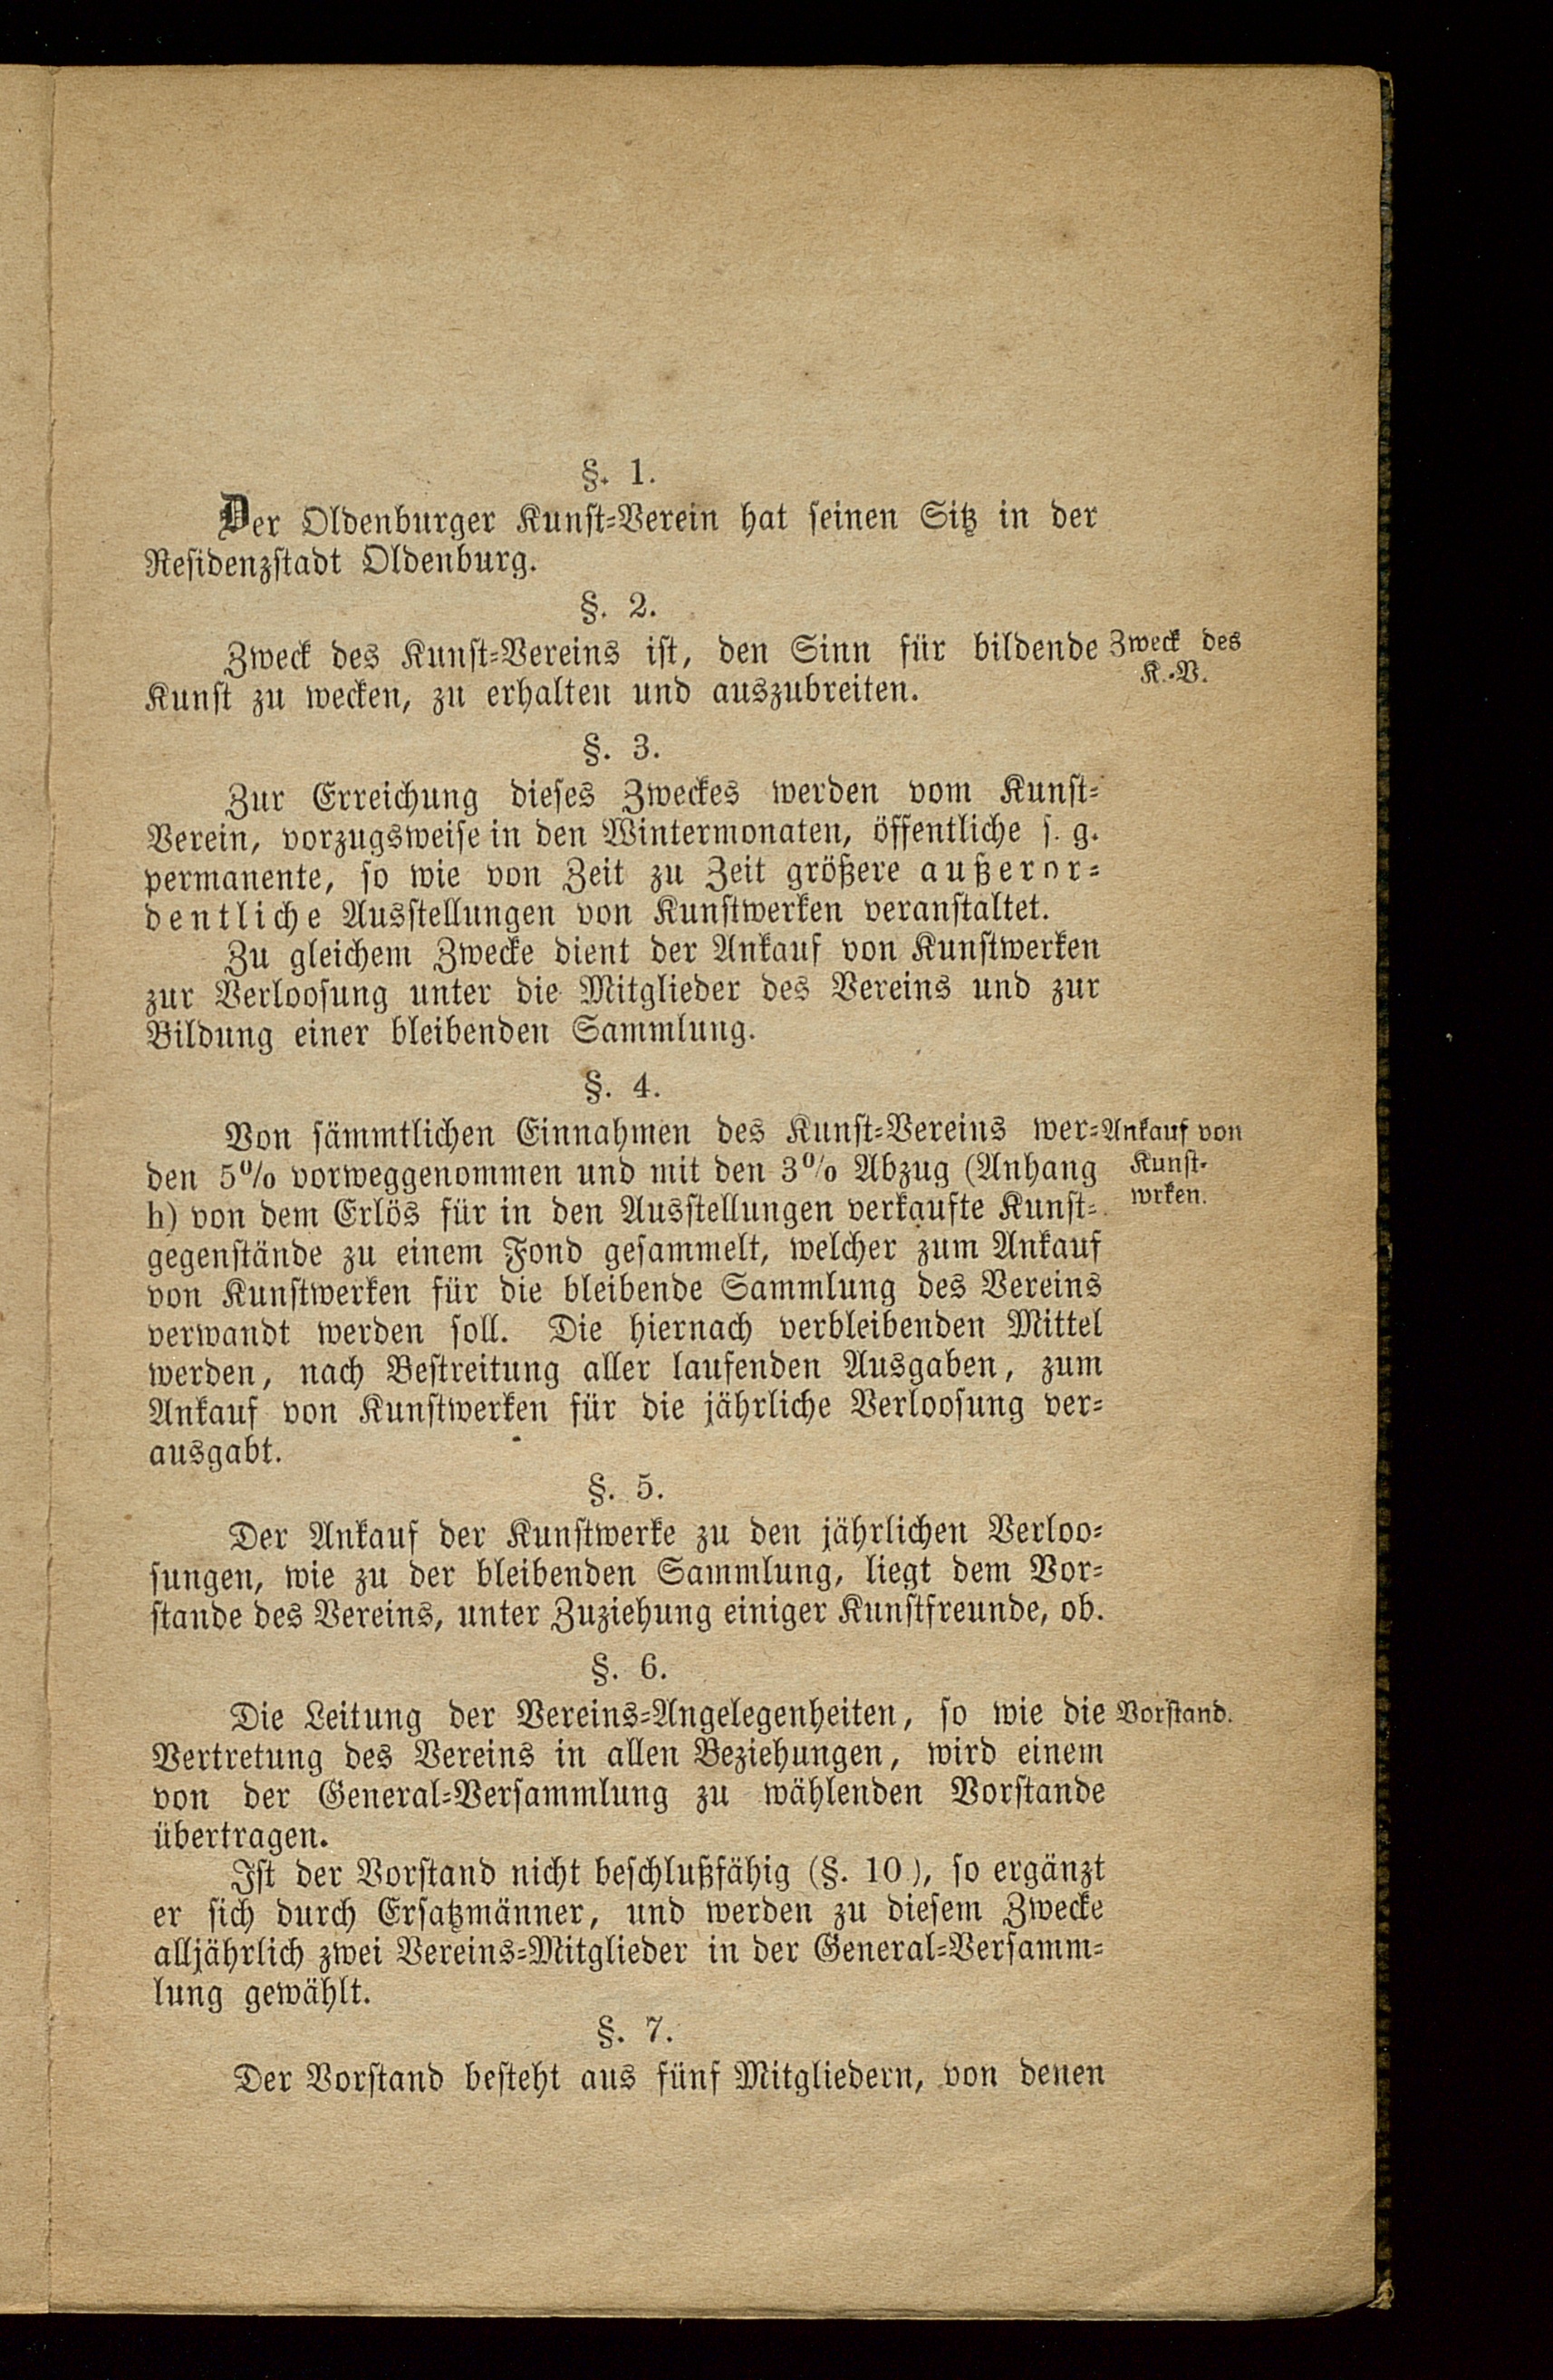 §. 1.
Der Oldenburger Kunst-Verein hat seinen Sitz in der
Residenzstadt Oldenburg.
§. 2.
Zweck des Kunst-Vereins ist, den Sinn für bildende
Kunst zu wecken, zu erhalten und auszubreiten.
Zweck des
K.-V.
§. 3.
Zur Erreichung dieses Zweckes werden vom Kunst-
Verein, vorzugsweise in den Wintermonaten, öffentliche s. g.
permanente, so wie von Zeit zu Zeit größere außeror-
dentliche Ausstellungen von Kunstwerken veranstaltet.
Zu gleichem Zwecke dient der Ankauf von Kunstwerken
zur Verloosung unter die Mitglieder des Vereins und zur
Bildung einer bleibenden Sammlung.
§. 4.
Von sämmtlichen Einnahmen des Kunst-Vereins wer-
den 5% vorweggenommen und mit den 3% Abzug (Anhang
h) von dem Erlös für in den Ausstellungen verkaufte Kunst-
gegenstände zu einem Fond gesammelt, welcher zum Ankauf
von Kunstwerken für die bleibende Sammlung des Vereins
verwandt werden soll. Die hiernach verbleibenden Mittel
werden, nach Bestreitung aller laufenden Ausgaben, zum
Ankauf von Kunstwerken für die jährliche Verloosung ver-
ausgabt.
Ankauf von
Kunst-
wrken.
§. 5.
Der Ankauf der Kunstwerke zu den jährlichen Verloo-
sungen, wie zu der bleibenden Sammlung, liegt dem Vor-
stande des Vereins, unter Zuziehung einiger Kunstfreunde, ob.
§. 6.
Die Leitung der Vereins-Angelegenheiten, so wie die
Vertretung des Vereins in allen Beziehungen, wird einem
von der General-Versammlung zu wählenden Vorstande
übertragen.
Vorstand.
Ist der Vorstand nicht beschlußfähig (§. 10), so ergänzt
er sich durch Ersatzmänner, und werden zu diesem Zwecke
alljährlich zwei Vereins-Mitglieder in der General-Versamm-
lung gewählt.
§. 7.
Der Vorstand besteht aus fünf Mitgliedern, von denen